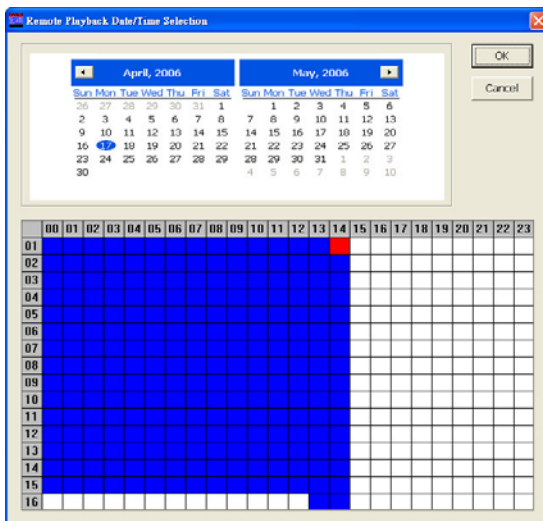 Remote Playback Date/Time Selection
OK
Cancel
April, 2006
Sun Mon Tue Wed Thu Fri Sat
26 27 28 29 30 31 1
2 3 4 5 6 7 8
9 10 11 12 13 14 15
16 17 18 19 20 21 22
23 24 25 26 27 28 29
30
May, 2006
Sun Mon Tue Wed Thu Fri Sat
1 2 3 4 5 6
7 8 9 10 11 12 13
14 15 16 17 18 19 20
21 22 23 24 25 26 27
28 29 30 31 1 2 3
4 5 6 7 8 9 10
00 01 02 03 04 05 06 07 08 09 10 11 12 13 14 15 16 17 18 19 20 21 22 23
01
02
03
04
05
06
07
08
09
10
11
12
13
14
15
16